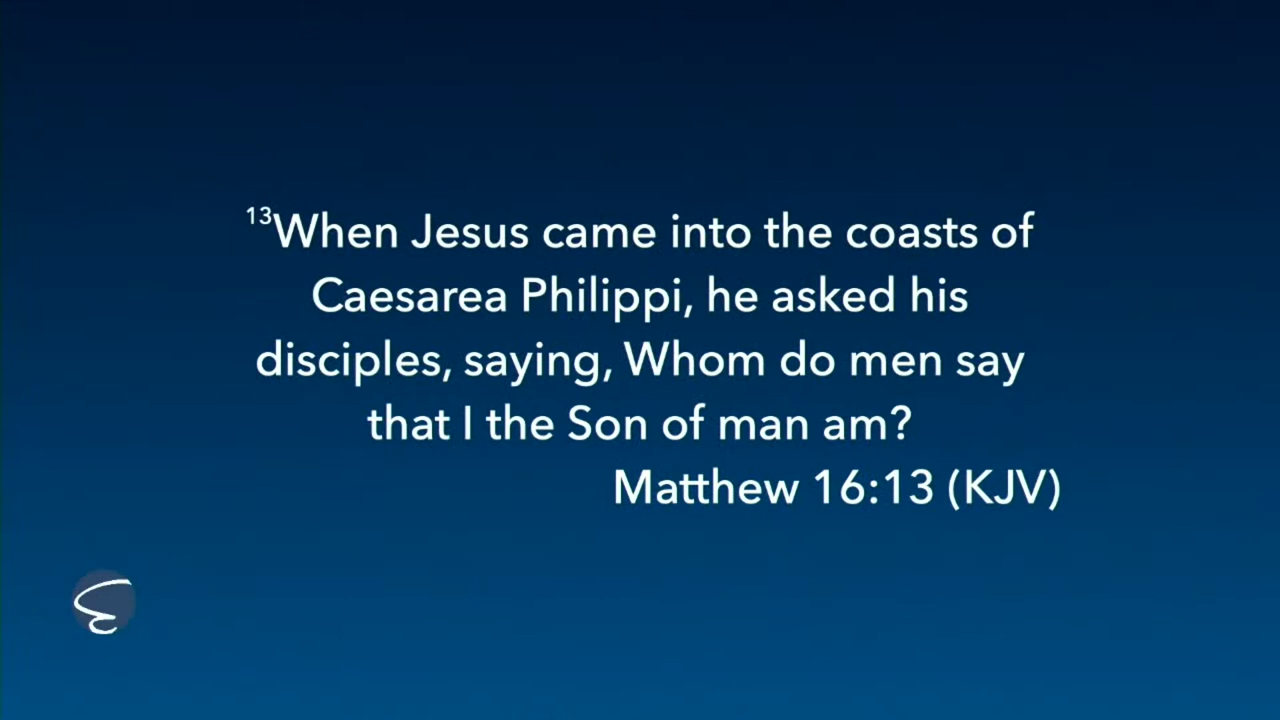 13When Jesus came into the coasts of
Caesarea Philippi, he asked his
disciples, saying, Whom do men say
that I the Son of man am?
Matthew 16:13 (KJV)